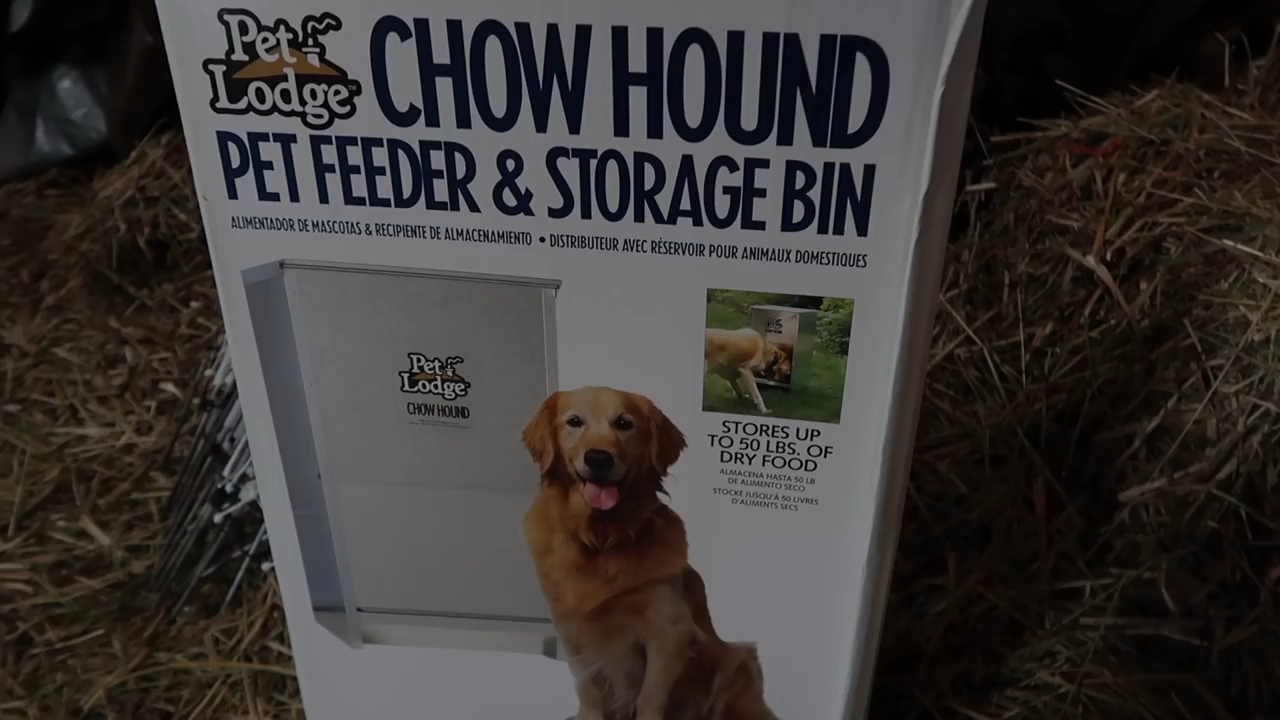 Pet Lodge™
CHOW HOUND
PET FEEDER & STORAGE BIN
ALIMENTADOR DE MASCOTAS & RECIPIENTE DE ALMACENAMIENTO • DISTRIBUTEUR AVEC RÉSERVOIR POUR ANIMAUX DOMESTIQUES
Pet
Lodge
CHOW HOUND
STORES UP
TO 50 LBS. OF
DRY FOOD
ALMACENA HASTA 50 LB
DE ALIMENTO SECO
STOCKE JUSQU'À 50 LIVRES
D'ALIMENTS SECS